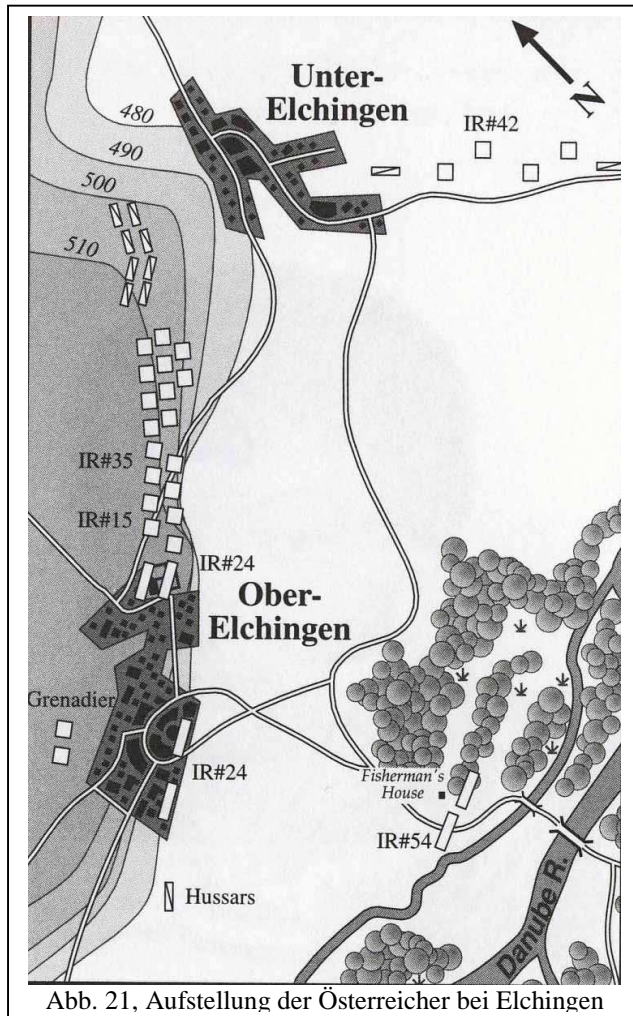 Unter-
Elchingen
N
IR#42
480
490
500
510
IR#35
IR#15
IR#24
Ober-
Elchingen
Grenadier
IR#24
Fisherman's
House
IR#54
Hussars
Danube R.
Abb. 21, Aufstellung der Österreicher bei Elchingen